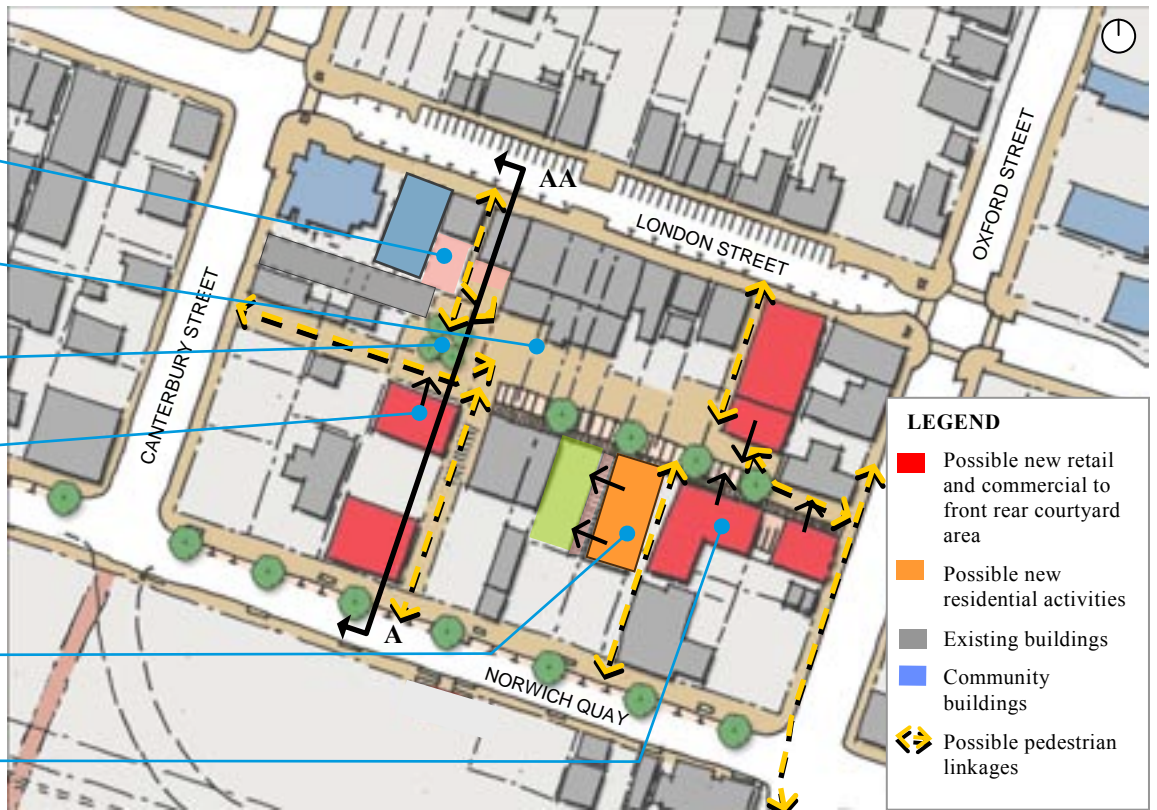 AA
LONDON STREET
OXFORD STREET
CANTERBURY STREET
A
NORWICH QUAY
LEGEND
Possible new retail
and commercial to
front rear courtyard
area
Possible new
residential activities
Existing buildings
Community
buildings
Possible pedestrian
linkages